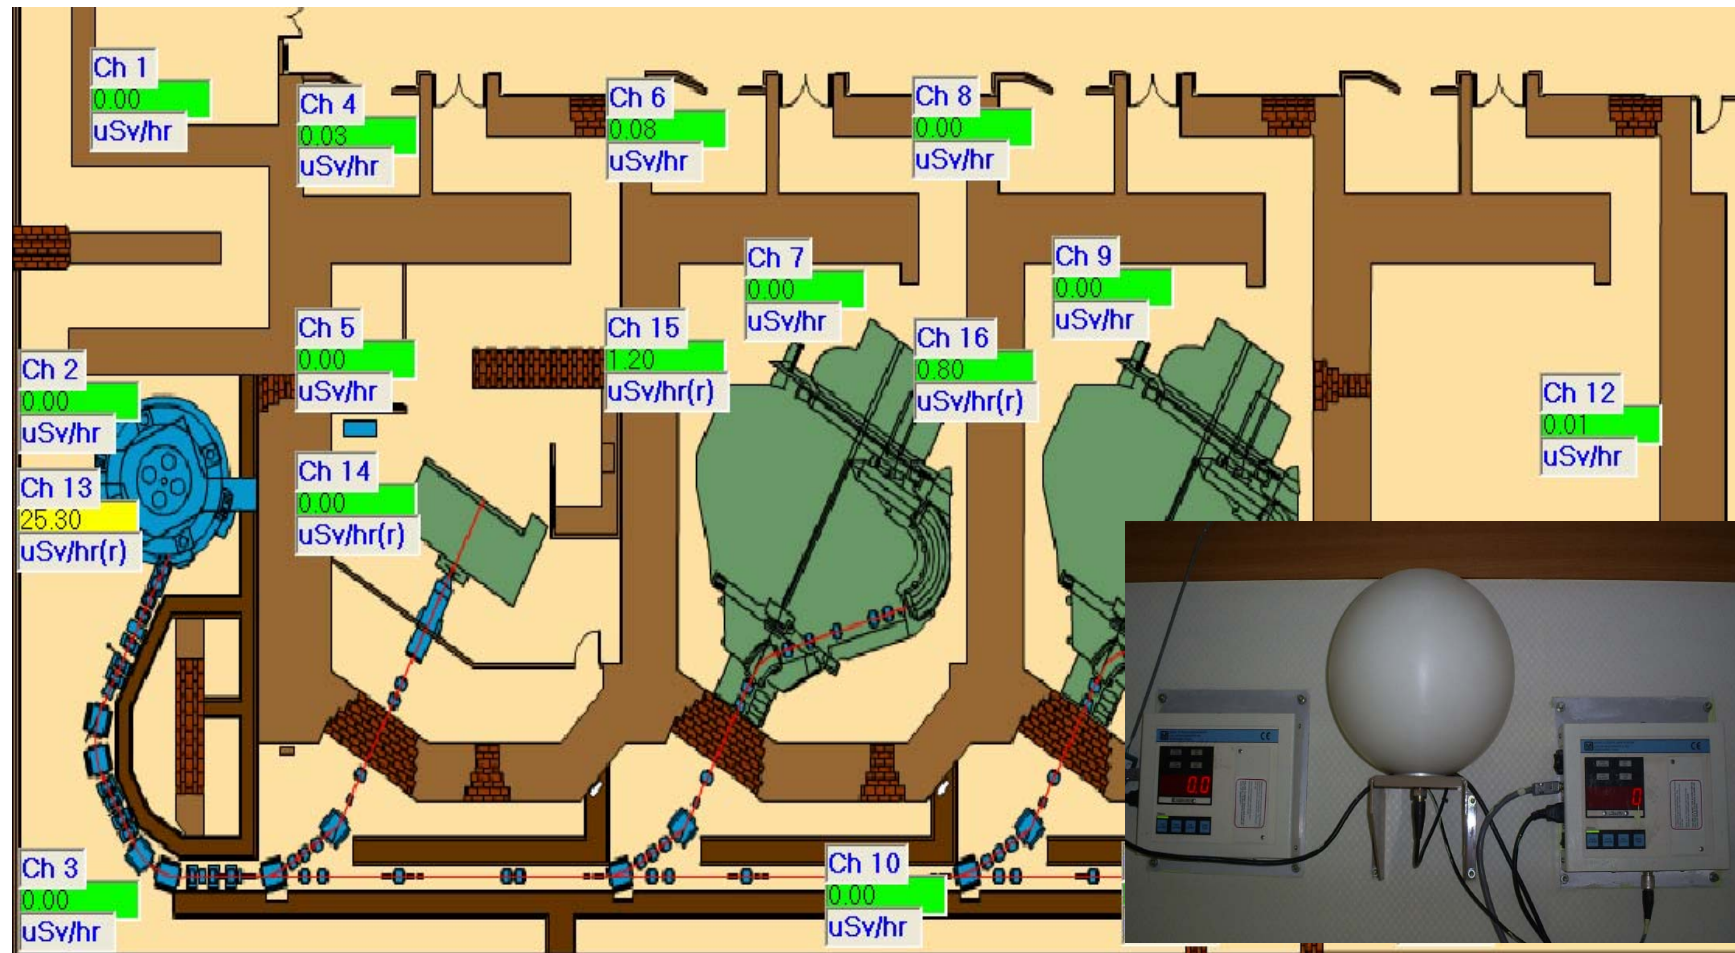 Ch 1
0.00
uSv/hr
Ch 4
0.03
uSv/hr
Ch 6
0.08
uSv/hr
Ch 8
0.00
uSv/hr
Ch 7
0.00
uSv/hr
Ch 9
0.00
uSv/hr
Ch 5
0.00
uSv/hr
Ch 15
1.20
uSv/hr(r)
Ch 16
0.80
uSv/hr(r)
Ch 2
0.00
uSv/hr
Ch 12
0.01
uSv/hr
Ch 13
25.30
uSv/hr(r)
Ch 14
0.00
uSv/hr(r)
CE
0.0
CE
0
Ch 3
0.00
uSv/hr
Ch 10
0.00
uSv/hr